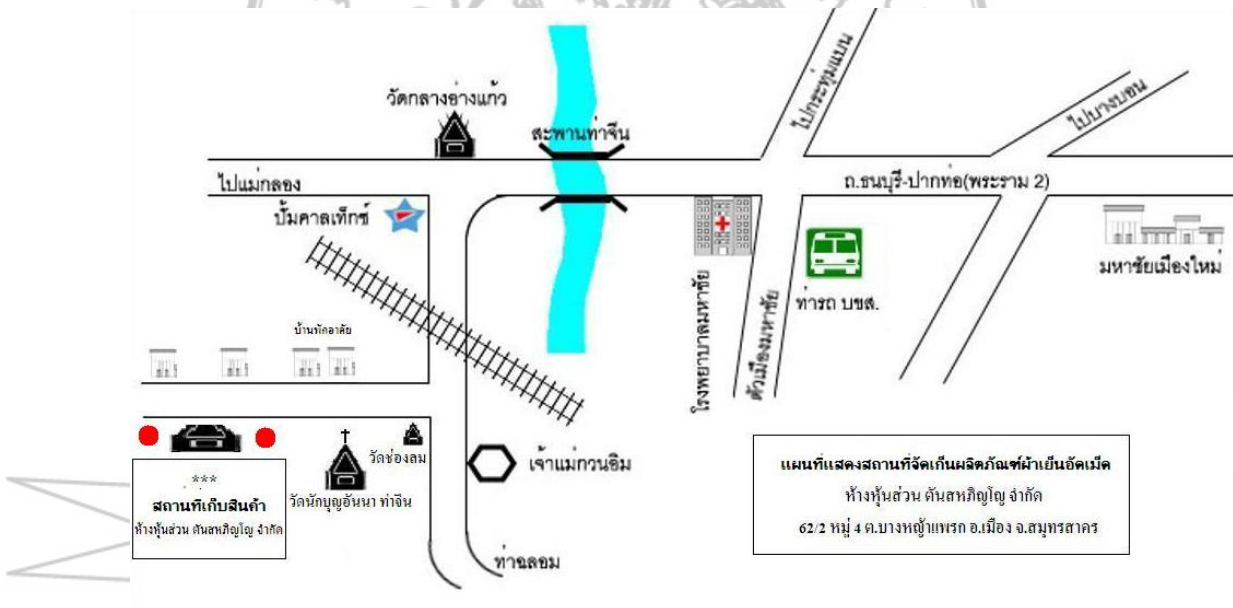 วัดกลางอ่างแก้ว
สะพานท่าจีน
ไปกระทุ่มแบน
ไปบางบอน
ไปแม่กลอง
ถ.ธนบุรี-ปากท่อ(พระราม 2)
ปั๊มคาลเท็กซ์
โรงพยาบาลมหาชัย
ตัวเมืองมหาชัย
ท่ารถ บขส.
มหาชัยเมืองใหม่
บ้านพักอาศัย
วัดช่องลม
เจ้าแม่กวนอิม
วัดนักบุญอันนา ท่าจีน
***
สถานที่เก็บสินค้า
ห้างหุ้นส่วน ตันสหภิญโญ จำกัด
ท่าฉลอม
แผนที่แสดงสถานที่จัดเก็บผลิตภัณฑ์ผ้าเย็นอัดเม็ด
ห้างหุ้นส่วน ตันสหภิญโญ จำกัด
62/2 หมู่ 4 ต.บางหญ้าแพรก อ.เมือง จ.สมุทรสาคร